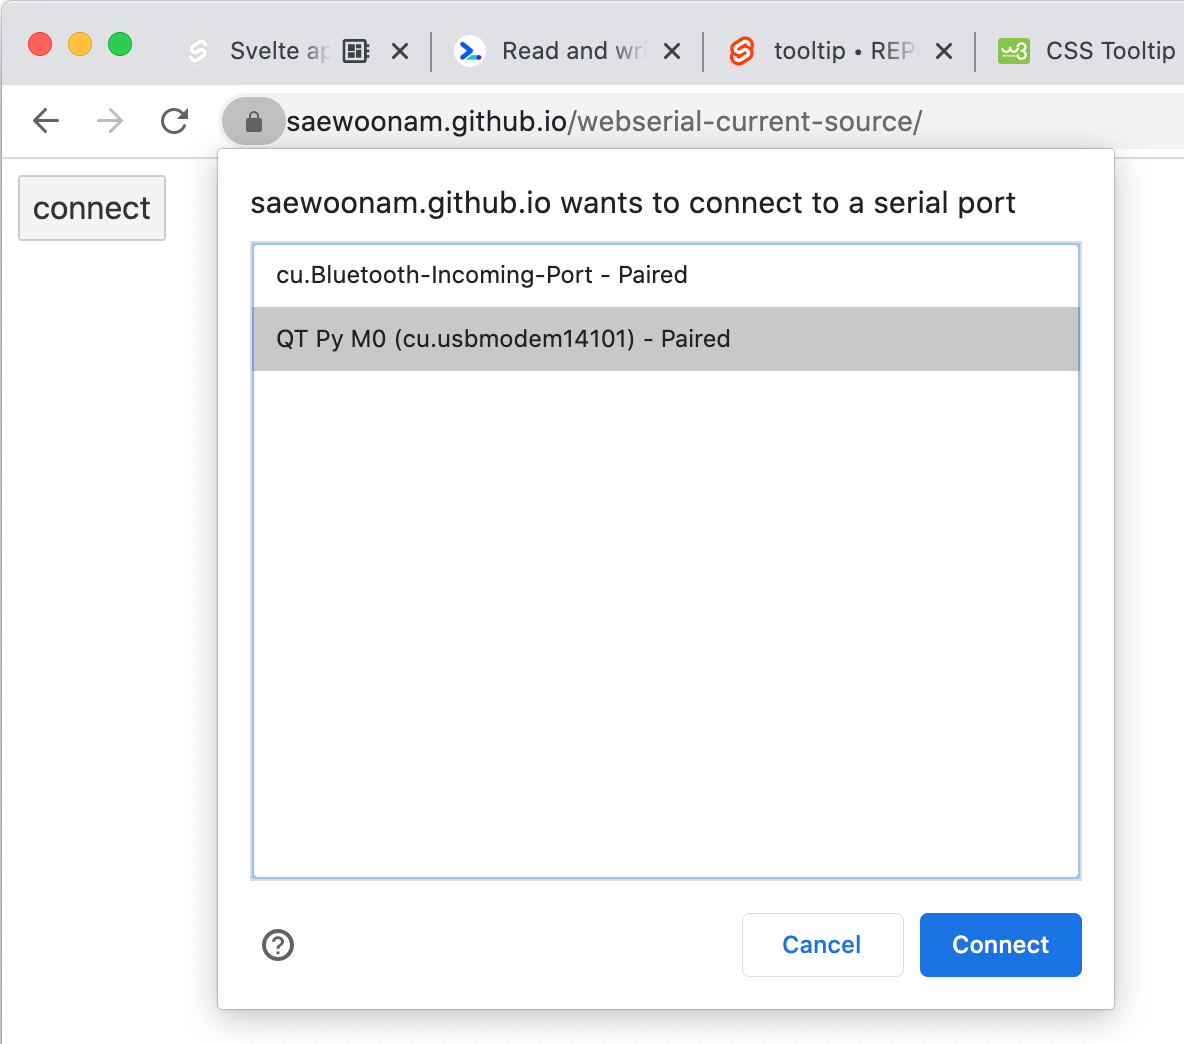 Svelte ap
Read and wri
tooltip • REP
CSS Tooltip
saewoonam.github.io/webserial-current-source/
connect
saewoonam.github.io wants to connect to a serial port
cu.Bluetooth-Incoming-Port - Paired
QT Py M0 (cu.usbmodem14101) - Paired
Cancel
Connect